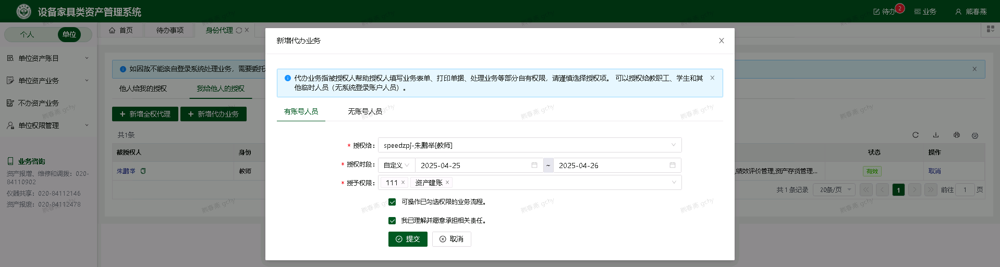 设备家具类资产管理系统
待办 2
业务
熊春燕
个人
单位
首页
待办事项
身份代理
单位资产账目
单位资产业务
不办资产业务
单位权限管理
业务咨询
资产报增、维修和调拨：020-
84110902
仪器共享：020-84112146
资产报废：020-84112478
如因故不能亲自登录系统处理业务，需要委托
他人给我的授权
我给他人的授权
+ 新增全权代理
+ 新增代办业务
共1条
被授权人
身份
状态
操作
朱鹏举
教师
,绩效评价管理,资产存货管理...
有效
取消
共 1 条记录
20条/页
1
前往 1 页
新增代办业务
代办业务指被授权人帮助授权人填写业务表单、打印单据、处理业务等部分自有权限，请谨慎选择授权项。 可以授权给教职工、学生和其
他临时人员（无系统登录账户人员）。
有账号人员
无账号人员
* 授权给：
speedzpj-朱鹏举[教师]
* 授权时段：
自定义
2025-04-25
~
2025-04-26
* 授予权限：
111 ×
资产建账 ×
可操作已勾选权限的业务流程。
我已理解并愿意承担相关责任。
提交
取消
熊春燕 gchy